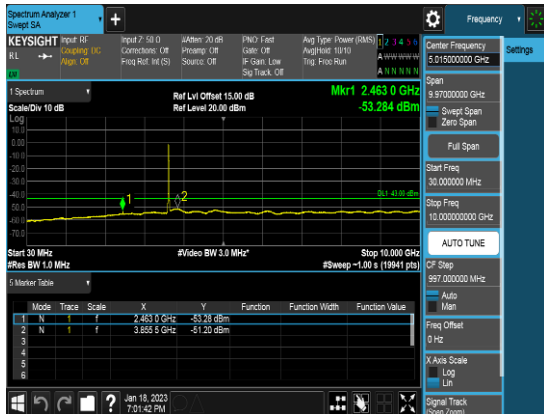 Spectrum Analyzer 1
Swept SA
+
Frequency
KEYSIGHT
RL
Input: RF
Coupling: DC
Align: Off
Input Z: 50 Ω
Corrections: Off
Freq Ref: Int (S)
#Atten: 20 dB
Preamp: Off
Source: Off
PNO: Fast
Gate: Off
IF Gain: Low
Sig Track: Off
Avg Type: Power (RMS)
Avg|Hold: 10/10
Trig: Free Run
1 2 3 4 5 6
A W W W W W
A N N N N N
Center Frequency
5.015000000 GHz
Settings
Span
9.97000000 GHz
Swept Span
Zero Span
Full Span
Start Freq
30.000000 MHz
Stop Freq
10.000000000 GHz
AUTO TUNE
CF Step
997.000000 MHz
Auto
Man
Freq Offset
0 Hz
X Axis Scale
Log
Lin
Signal Track
(Span Zoom)
1 Spectrum
Scale/Div 10 dB
Ref Lvl Offset 15.00 dB
Ref Level 20.00 dBm
Mkr1 2.463 0 GHz
-53.284 dBm
Log
10.0
0.00
-10.0
-20.0
-30.0
-40.0
-50.0
-60.0
-70.0
1
2
DL1 -43.00 dBm
Start 30 MHz
#Res BW 1.0 MHz
#Video BW 3.0 MHz*
Stop 10.000 GHz
#Sweep ~1.00 s (19941 pts)
5 Marker Table
Mode Trace Scale X Y Function Function Width Function Value
1 N 1 f 2.463 0 GHz -53.28 dBm
2 N 1 f 3.855 5 GHz -51.20 dBm
3
4
5
6
?
Jan 18, 2023
7:01:42 PM